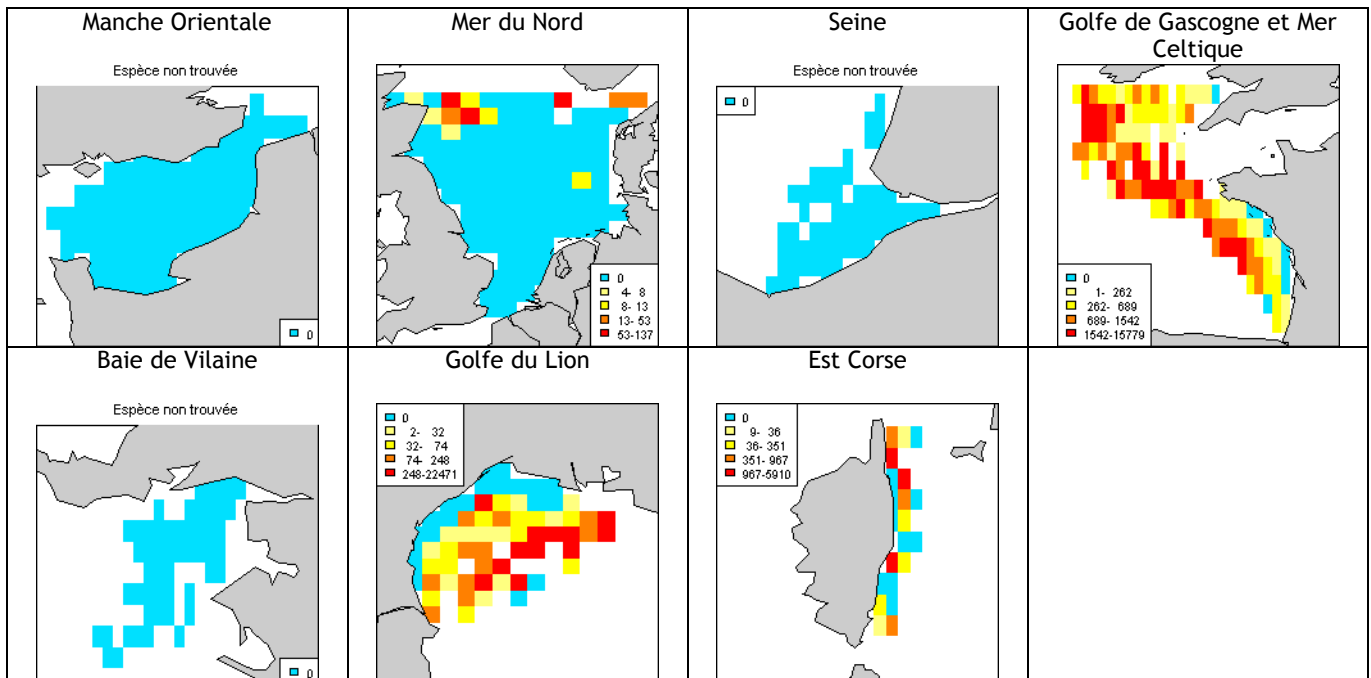 Manche Orientale
Espèce non trouvée
0
Mer du Nord
0
4- 8
8- 13
13- 53
53-137
Seine
Espèce non trouvée
0
Golfe de Gascogne et Mer
Celtique
0
1- 262
262- 689
689- 1542
1542-15779
Baie de Vilaine
Espèce non trouvée
0
Golfe du Lion
0
2- 32
32- 74
74- 248
248-22471
Est Corse
0
9- 36
36- 351
351- 967
967-5910